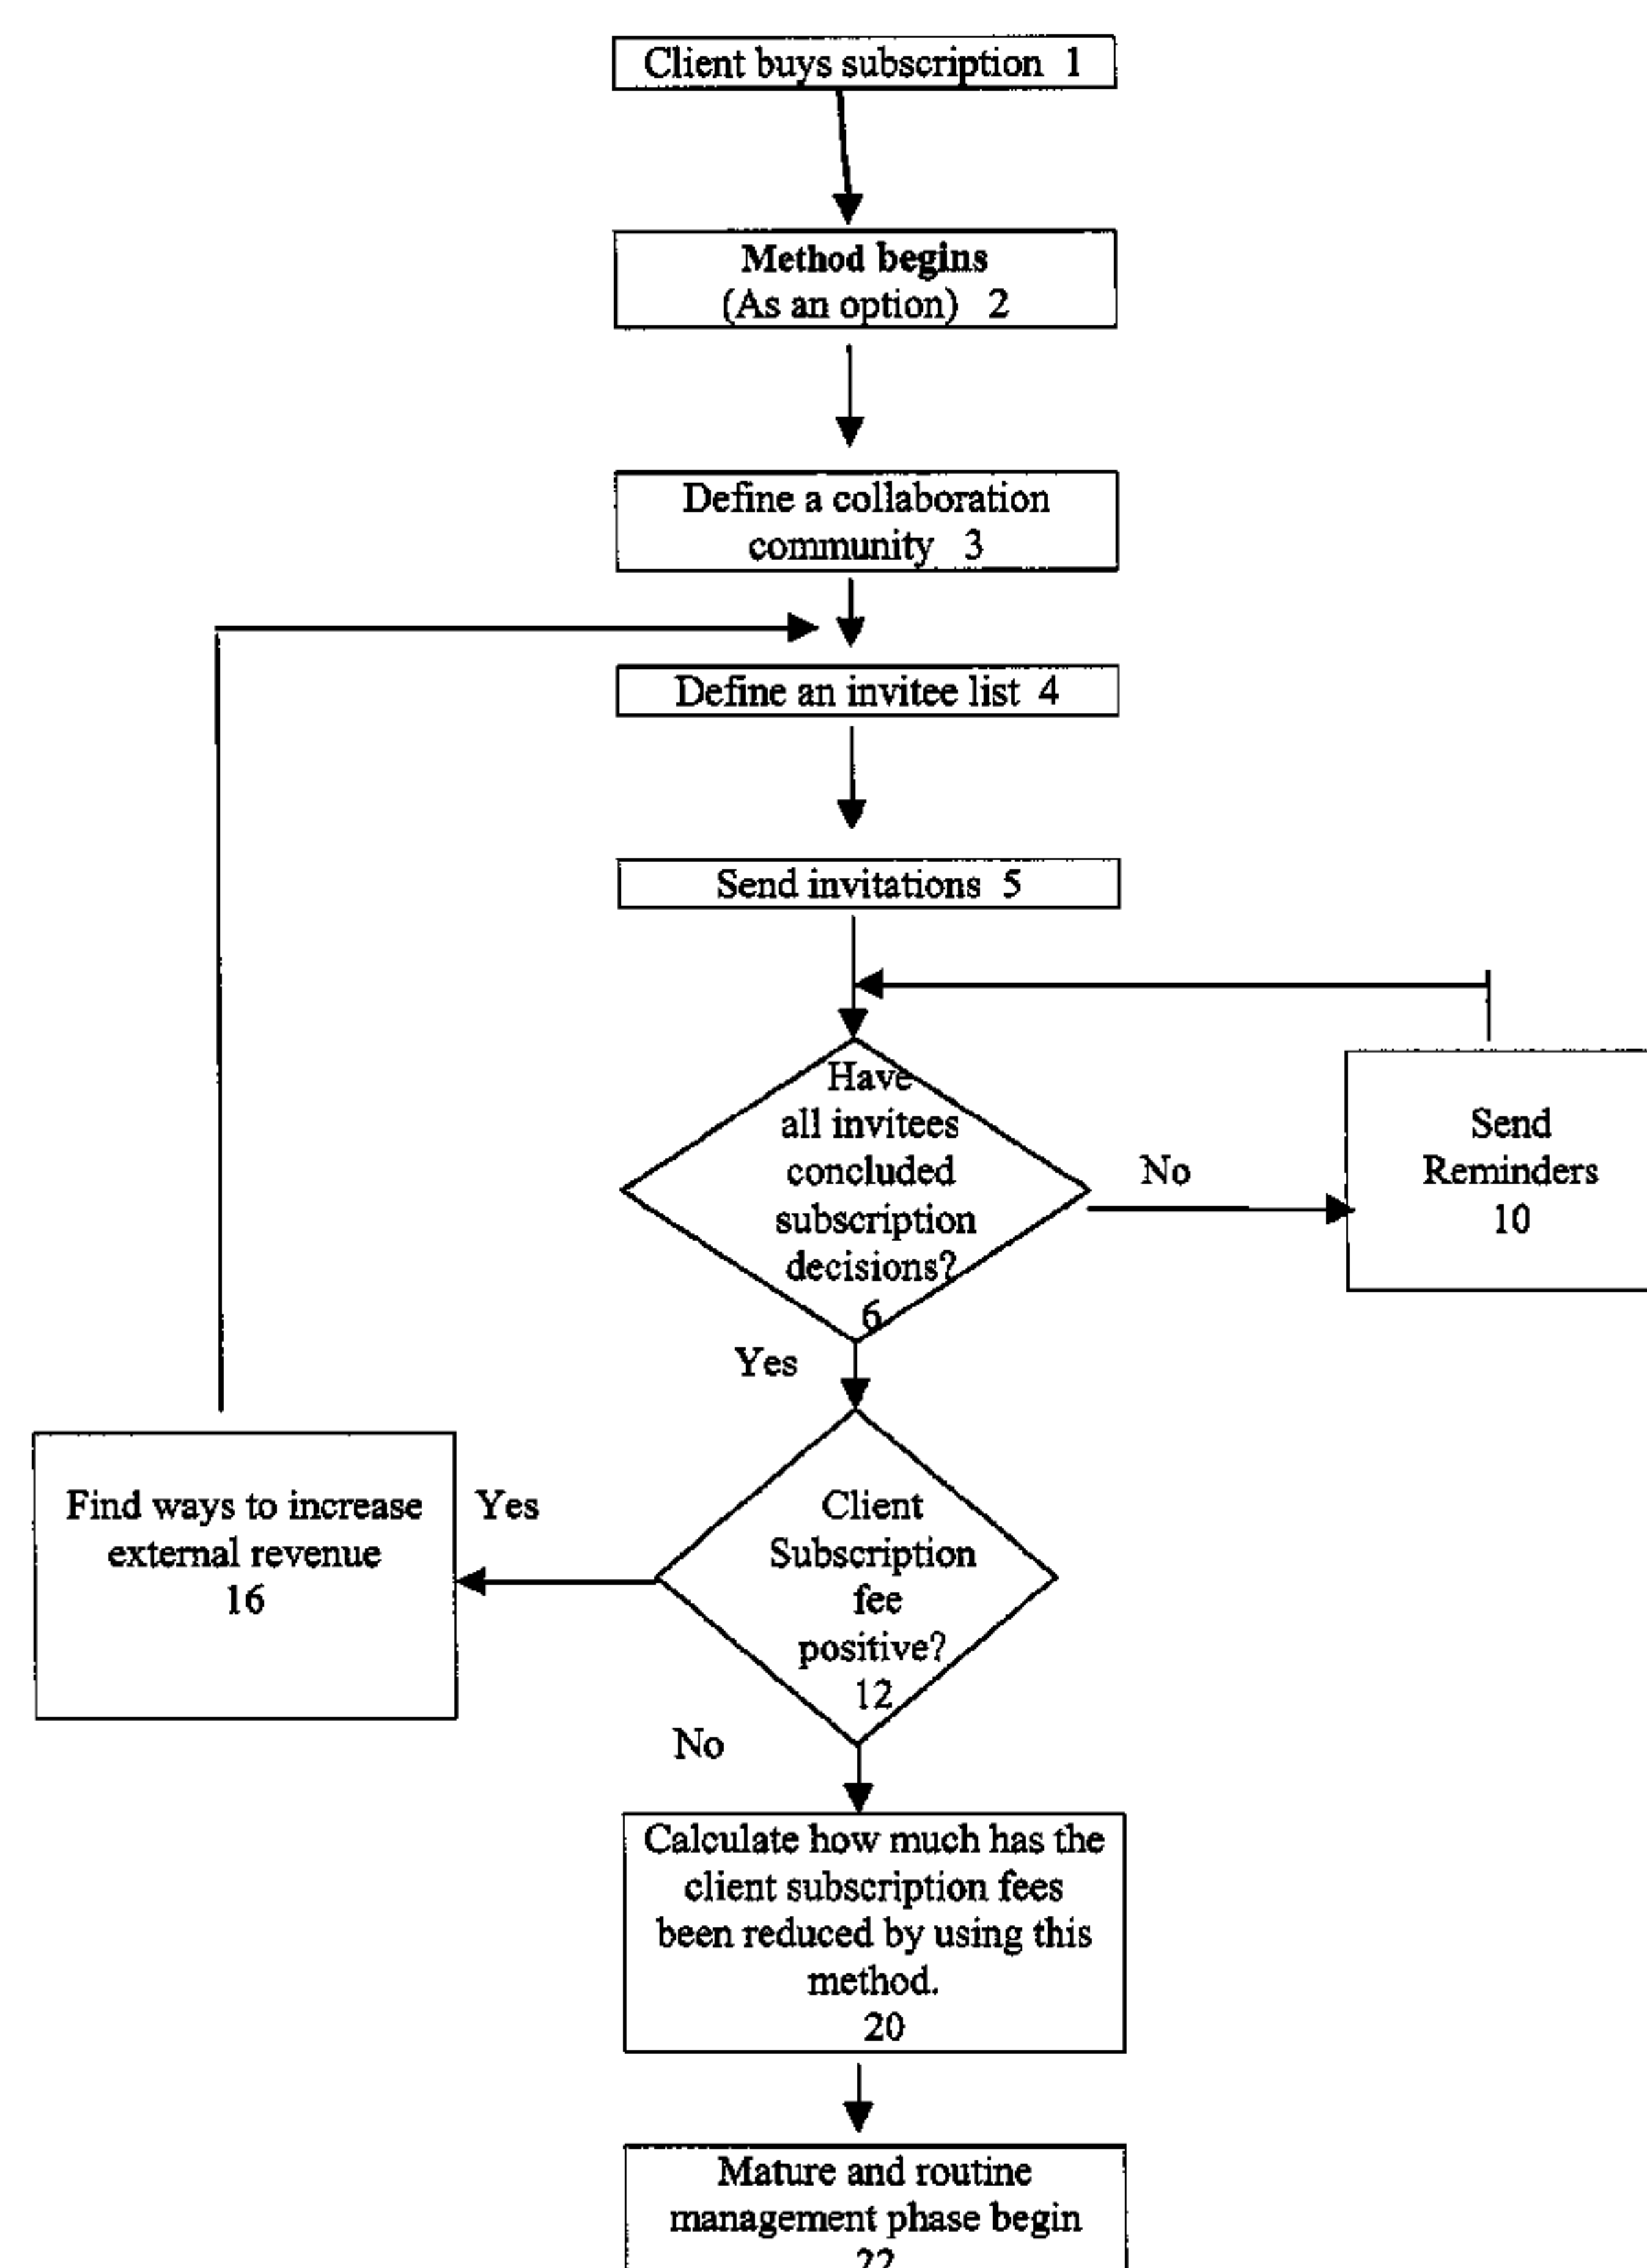 Client buys subscription 1
Method begins
(As an option) 2
Define a collaboration
community 3
Define an invitee list 4
Send invitations 5
Have
all invitees
concluded
subscription
decisions?
6
No
Send
Reminders
10
Yes
Find ways to increase
external revenue
16
Yes
Client
Subscription
fee
positive?
12
No
Calculate how much has the
client subscription fees
been reduced by using this
method.
20
Mature and routine
management phase begin
22